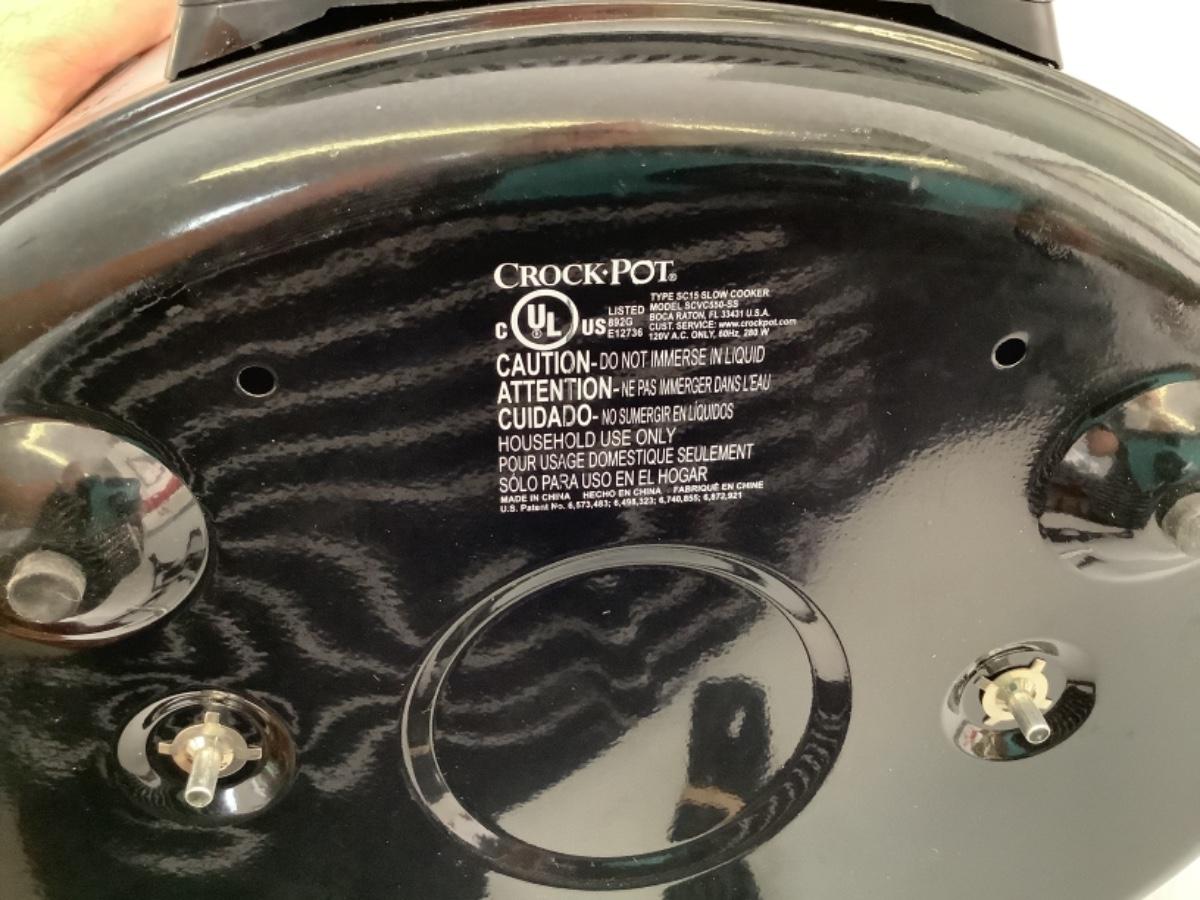 CROCK·POT®
C UL® US
LISTED
892G
E12736
TYPE SC15 SLOW COOKER
MODEL SCVC550-SS
BOCA RATON, FL 33431 U.S.A.
CUST. SERVICE: www.crockpot.com
120V A.C. ONLY, 60Hz, 280 W
CAUTION- DO NOT IMMERSE IN LIQUID
ATTENTION- NE PAS IMMERGER DANS L'EAU
CUIDADO- NO SUMERGIR EN LÍQUIDOS
HOUSEHOLD USE ONLY
POUR USAGE DOMESTIQUE SEULEMENT
SÓLO PARA USO EN EL HOGAR
MADE IN CHINA HECHO EN CHINA FABRIQUÉ EN CHINE
U.S. Patent No. 6,573,483; 6,498,323; 6,740,855; 6,872,921